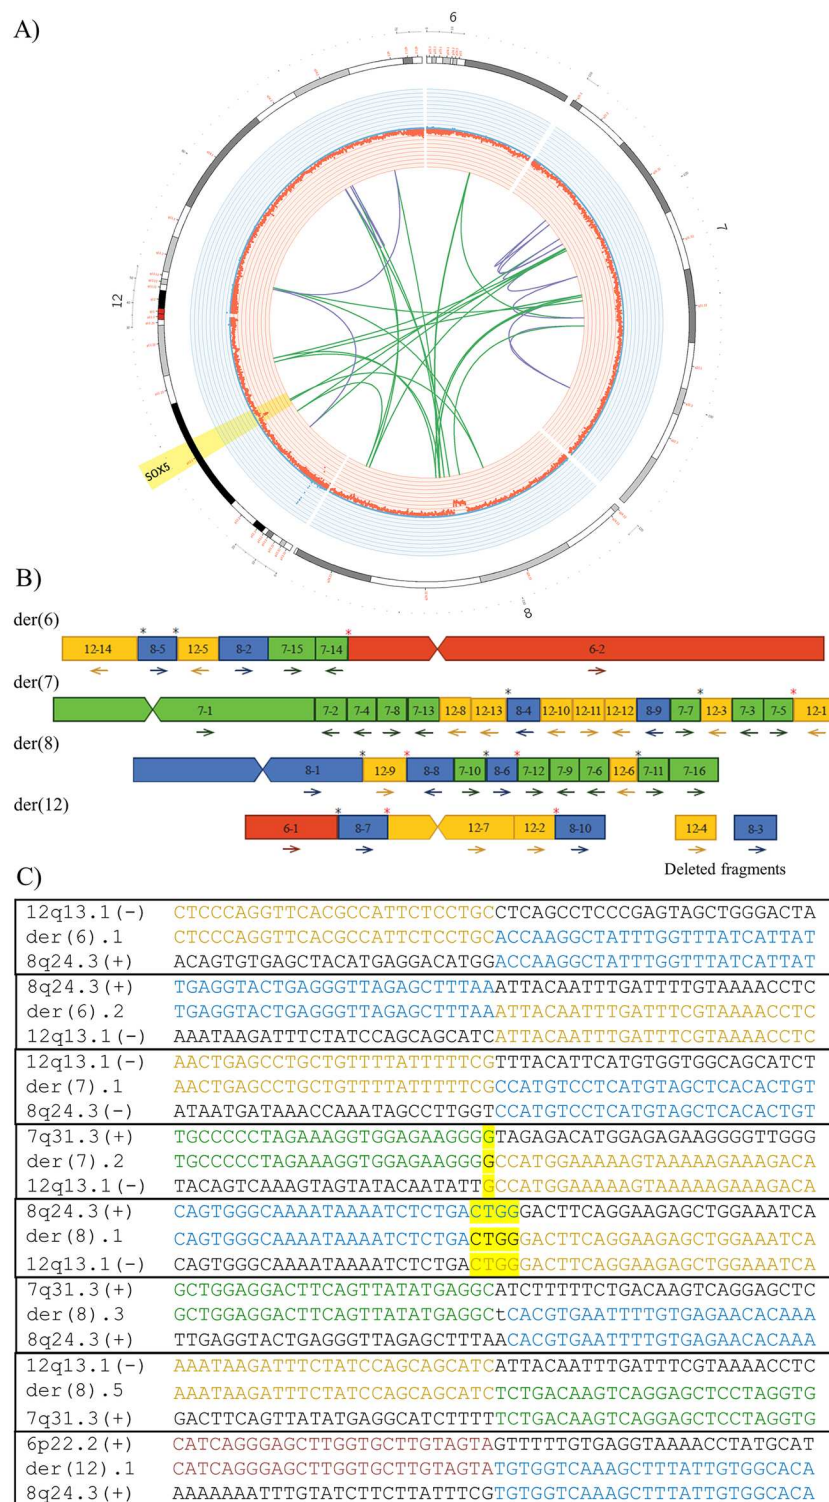 A)
6
7
12
SOX5
8
B)
der(6)
* * *
12-14 8-5 12-5 8-2 7-15 7-14 6-2
der(7)
* * *
7-1 7-2 7-4 7-8 7-13 12-8 12-13 8-4 12-10 12-11 12-12 8-9 7-7 12-3 7-3 7-5 12-1
der(8)
* * * * *
8-1 12-9 8-8 7-10 8-6 7-12 7-9 7-6 12-6 7-11 7-16
der(12)
* * *
6-1 8-7 12-7 12-2 8-10 12-4 8-3
Deleted fragments
C)
12q13.1(-) CTCCCAGGTTCACGCCATTCTCCTGCCTCAGCCTCCCGAGTAGCTGGGACTA
der(6).1 CTCCCAGGTTCACGCCATTCTCCTGCACCAAGGCTATTTGGTTTATCATTAT
8q24.3(+) ACAGTGTGAGCTACATGAGGACATGGACCAAGGCTATTTGGTTTATCATTAT
8q24.3(+) TGAGGTACTGAGGGTTAGAGCTTTAAATTACAATTTGATTTTGTAAAACCTC
der(6).2 TGAGGTACTGAGGGTTAGAGCTTTAAATTACAATTTGATTTCGTAAAACCTC
12q13.1(-) AAATAAGATTTCTATCCAGCAGCATCATTACAATTTGATTTCGTAAAACCTC
12q13.1(-) AACTGAGCCTGCTGTTTTATTTTTCGTTTACATTCATGTGGTGGCAGCATCT
der(7).1 AACTGAGCCTGCTGTTTTATTTTTCGCCATGTCCTCATGTAGCTCACACTGT
8q24.3(-) ATAATGATAAACCAAATAGCCTTGGTCCATGTCCTCATGTAGCTCACACTGT
7q31.3(+) TGCCCCCTAGAAAGGTGGAGAAGGGGTAGAGACATGGAGAGAAGGGGTTGGG
der(7).2 TGCCCCCTAGAAAGGTGGAGAAGGGGCCATGGAAAAAGTAAAAAGAAAGACA
12q13.1(-) TACAGTCAAAGTAGTATACAATATTGCCATGGAAAAAGTAAAAAGAAAGACA
8q24.3(+) CAGTGGGCAAAATAAAATCTCTGACTGGGACTTCAGGAAGAGCTGGAAATCA
der(8).1 CAGTGGGCAAAATAAAATCTCTGACTGGGACTTCAGGAAGAGCTGGAAATCA
12q13.1(-) CAGTGGGCAAAATAAAATCTCTGACTGGGACTTCAGGAAGAGCTGGAAATCA
7q31.3(+) GCTGGAGGACTTCAGTTATATGAGGCATCTTTTTCTGACAAGTCAGGAGCTC
der(8).3 GCTGGAGGACTTCAGTTATATGAGGCtCACGTGAATTTTGTGAGAACACAAA
8q24.3(+) TTGAGGTACTGAGGGTTAGAGCTTTAACACGTGAATTTTGTGAGAACACAAA
12q13.1(-) AAATAAGATTTCTATCCAGCAGCATCATTACAATTTGATTTCGTAAAACCTC
der(8).5 AAATAAGATTTCTATCCAGCAGCATCTCTGACAAGTCAGGAGCTCCTAGGTG
7q31.3(+) GACTTCAGTTATATGAGGCATCTTTTTCTGACAAGTCAGGAGCTCCTAGGTG
6p22.2(+) CATCAGGGAGCTTGGTGCTTGTAGTAGTTTTTGTGAGGTAAAACCTATGCAT
der(12).1 CATCAGGGAGCTTGGTGCTTGTAGTATGTGGTCAAAGCTTTATTGTGGCACA
8q24.3(+) AAAAAAATTTGTATCTTCTTATTTCGTGTGGTCAAAGCTTTATTGTGGCACA